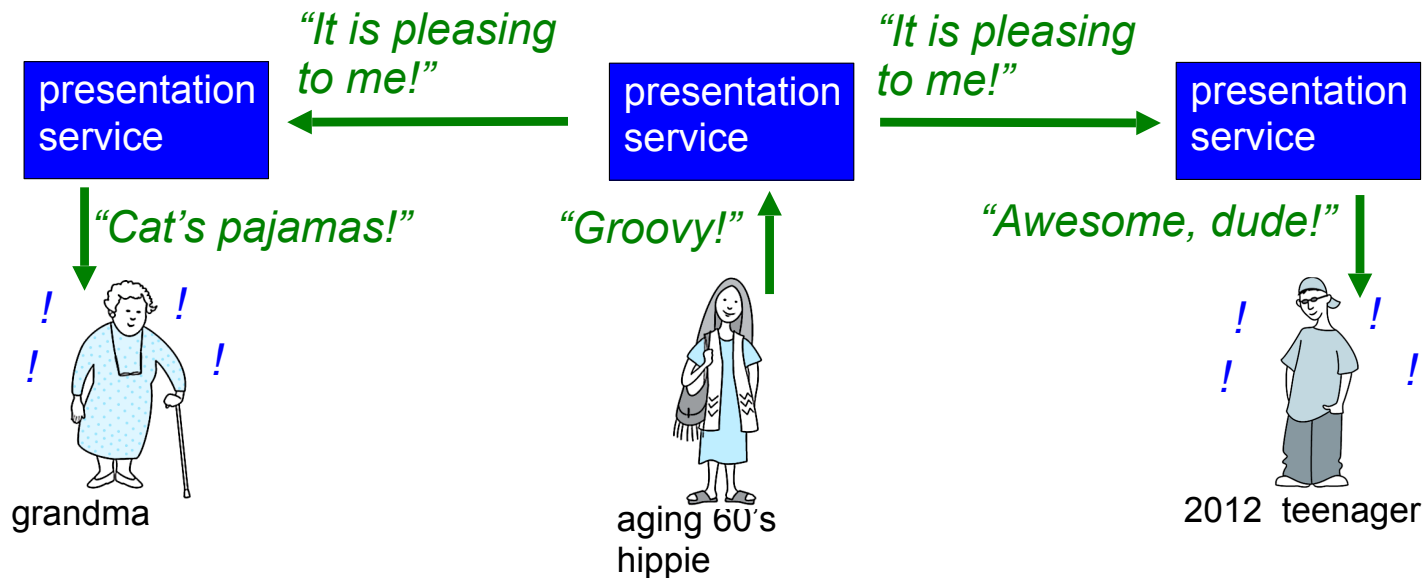 “It is pleasing
to me!”
“It is pleasing
to me!”
presentation
service
presentation
service
presentation
service
“Cat’s pajamas!”
“Groovy!”
“Awesome, dude!”
!
!
!
!
!
!
!
!
grandma
aging 60’s
hippie
2012 teenager